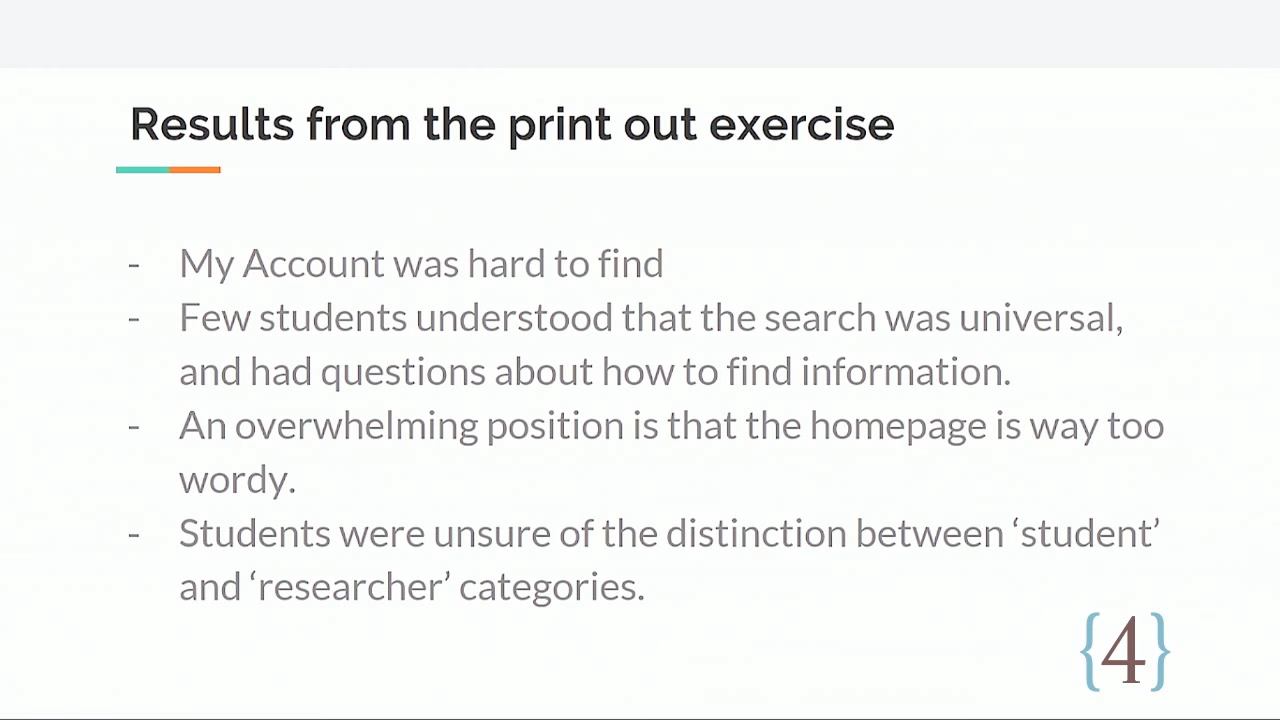 Results from the print out exercise
- My Account was hard to find
- Few students understood that the search was universal,
and had questions about how to find information.
- An overwhelming position is that the homepage is way too
wordy.
- Students were unsure of the distinction between ‘student’
and ‘researcher’ categories.
{4}